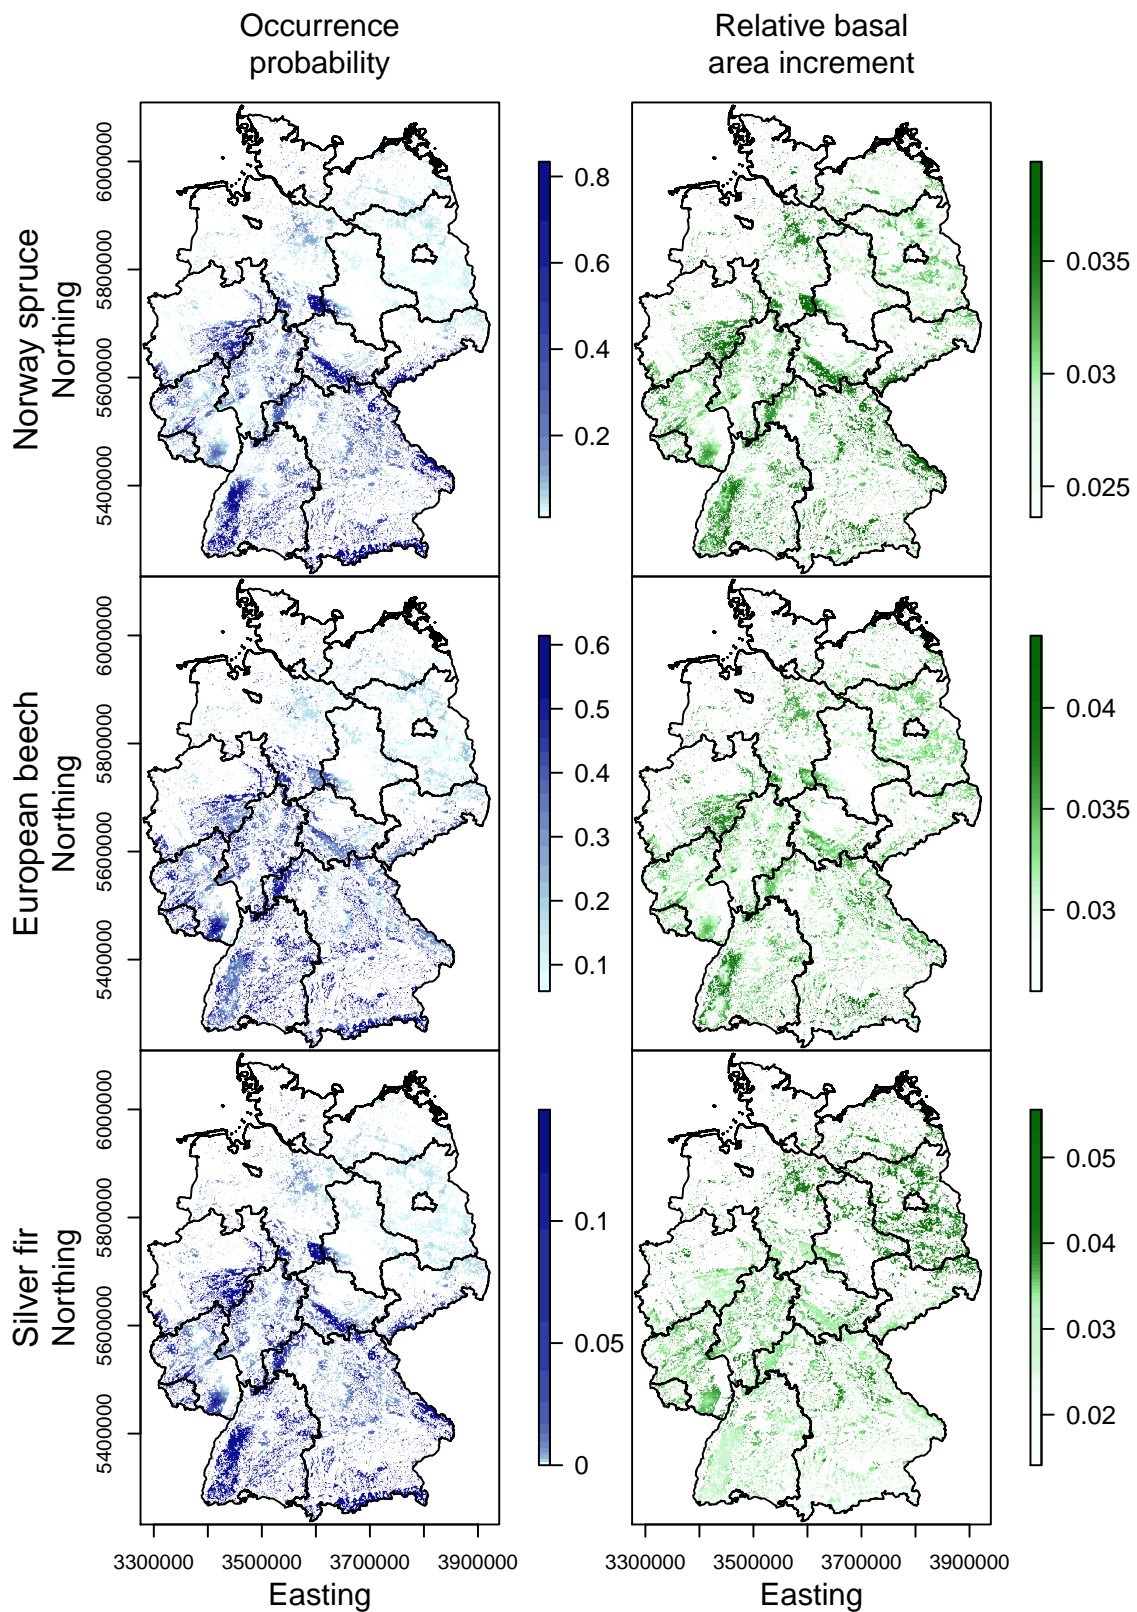 Occurrence
probability
Relative basal
area increment
Norway spruce
Northing
6000000
5800000
5600000
5400000
0.8
0.6
0.4
0.2
0.035
0.03
0.025
European beech
Northing
6000000
5800000
5600000
5400000
0.6
0.5
0.4
0.3
0.2
0.1
0.04
0.035
0.03
Silver fir
Northing
6000000
5800000
5600000
5400000
0.1
0.05
0
0.05
0.04
0.03
0.02
3300000 3500000 3700000 3900000
Easting
3300000 3500000 3700000 3900000
Easting